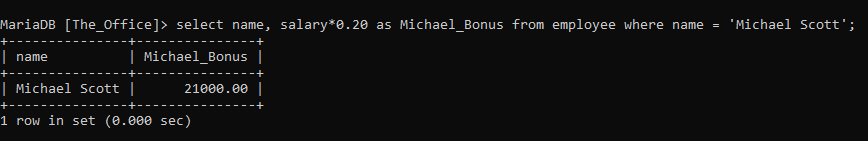 MariaDB [The_Office]> select name, salary*0.20 as Michael_Bonus from employee where name = 'Michael Scott';
+---------------+---------------+
| name          | Michael_Bonus |
+---------------+---------------+
| Michael Scott |      21000.00 |
+---------------+---------------+
1 row in set (0.000 sec)